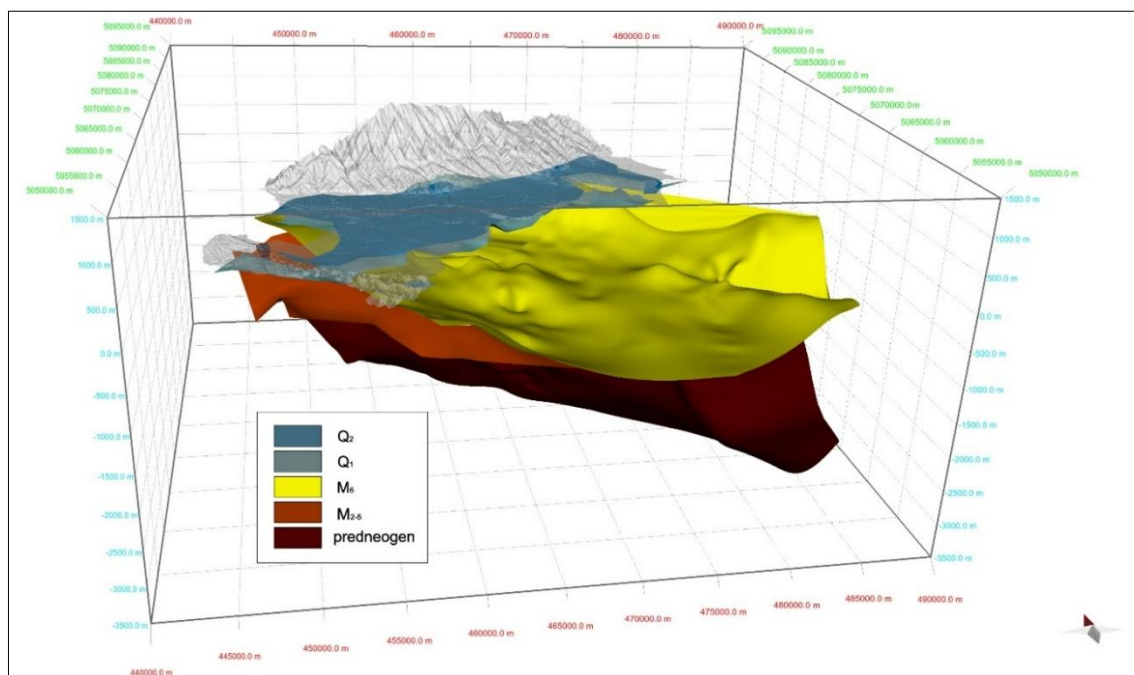 440000.0 m
450000.0 m
460000.0 m
470000.0 m
480000.0 m
490000.0 m
5095000.0 m
5090000.0 m
5085000.0 m
5080000.0 m
5075000.0 m
5070000.0 m
5065000.0 m
5060000.0 m
5055000.0 m
5050000.0 m
5095000.0 m
5090000.0 m
5085000.0 m
5080000.0 m
5075000.0 m
5070000.0 m
5065000.0 m
5060000.0 m
5055000.0 m
5050000.0 m
1500.0 m
1000.0 m
500.0 m
0.0 m
-500.0 m
-1000.0 m
-1500.0 m
-2000.0 m
-2500.0 m
-3000.0 m
-3500.0 m
1500.0 m
1000.0 m
500.0 m
0.0 m
-500.0 m
-1000.0 m
-1500.0 m
-2000.0 m
-2500.0 m
-3000.0 m
-3500.0 m
Q₂
Q₁
M₆
M₂₋₅
predneogen
440000.0 m
445000.0 m
450000.0 m
455000.0 m
460000.0 m
465000.0 m
470000.0 m
475000.0 m
480000.0 m
485000.0 m
490000.0 m